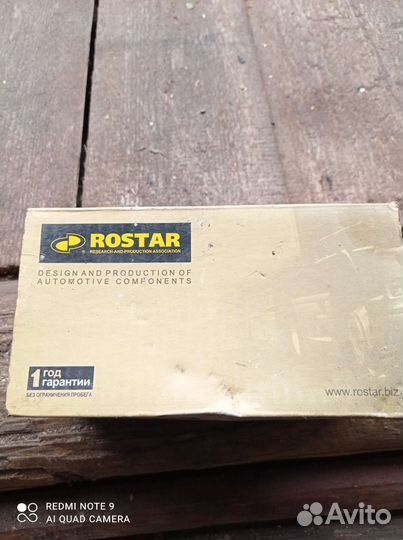 ROSTAR
RESEARCH-AND-PRODUCTION ASSOCIATION
DESIGN AND PRODUCTION OF
AUTOMOTIVE COMPONENTS
1 ГОД
гарантии
БЕЗ ОГРАНИЧЕНИЯ ПРОБЕГА
www.rostar.biz
REDMI NOTE 9
AI QUAD CAMERA
Avito